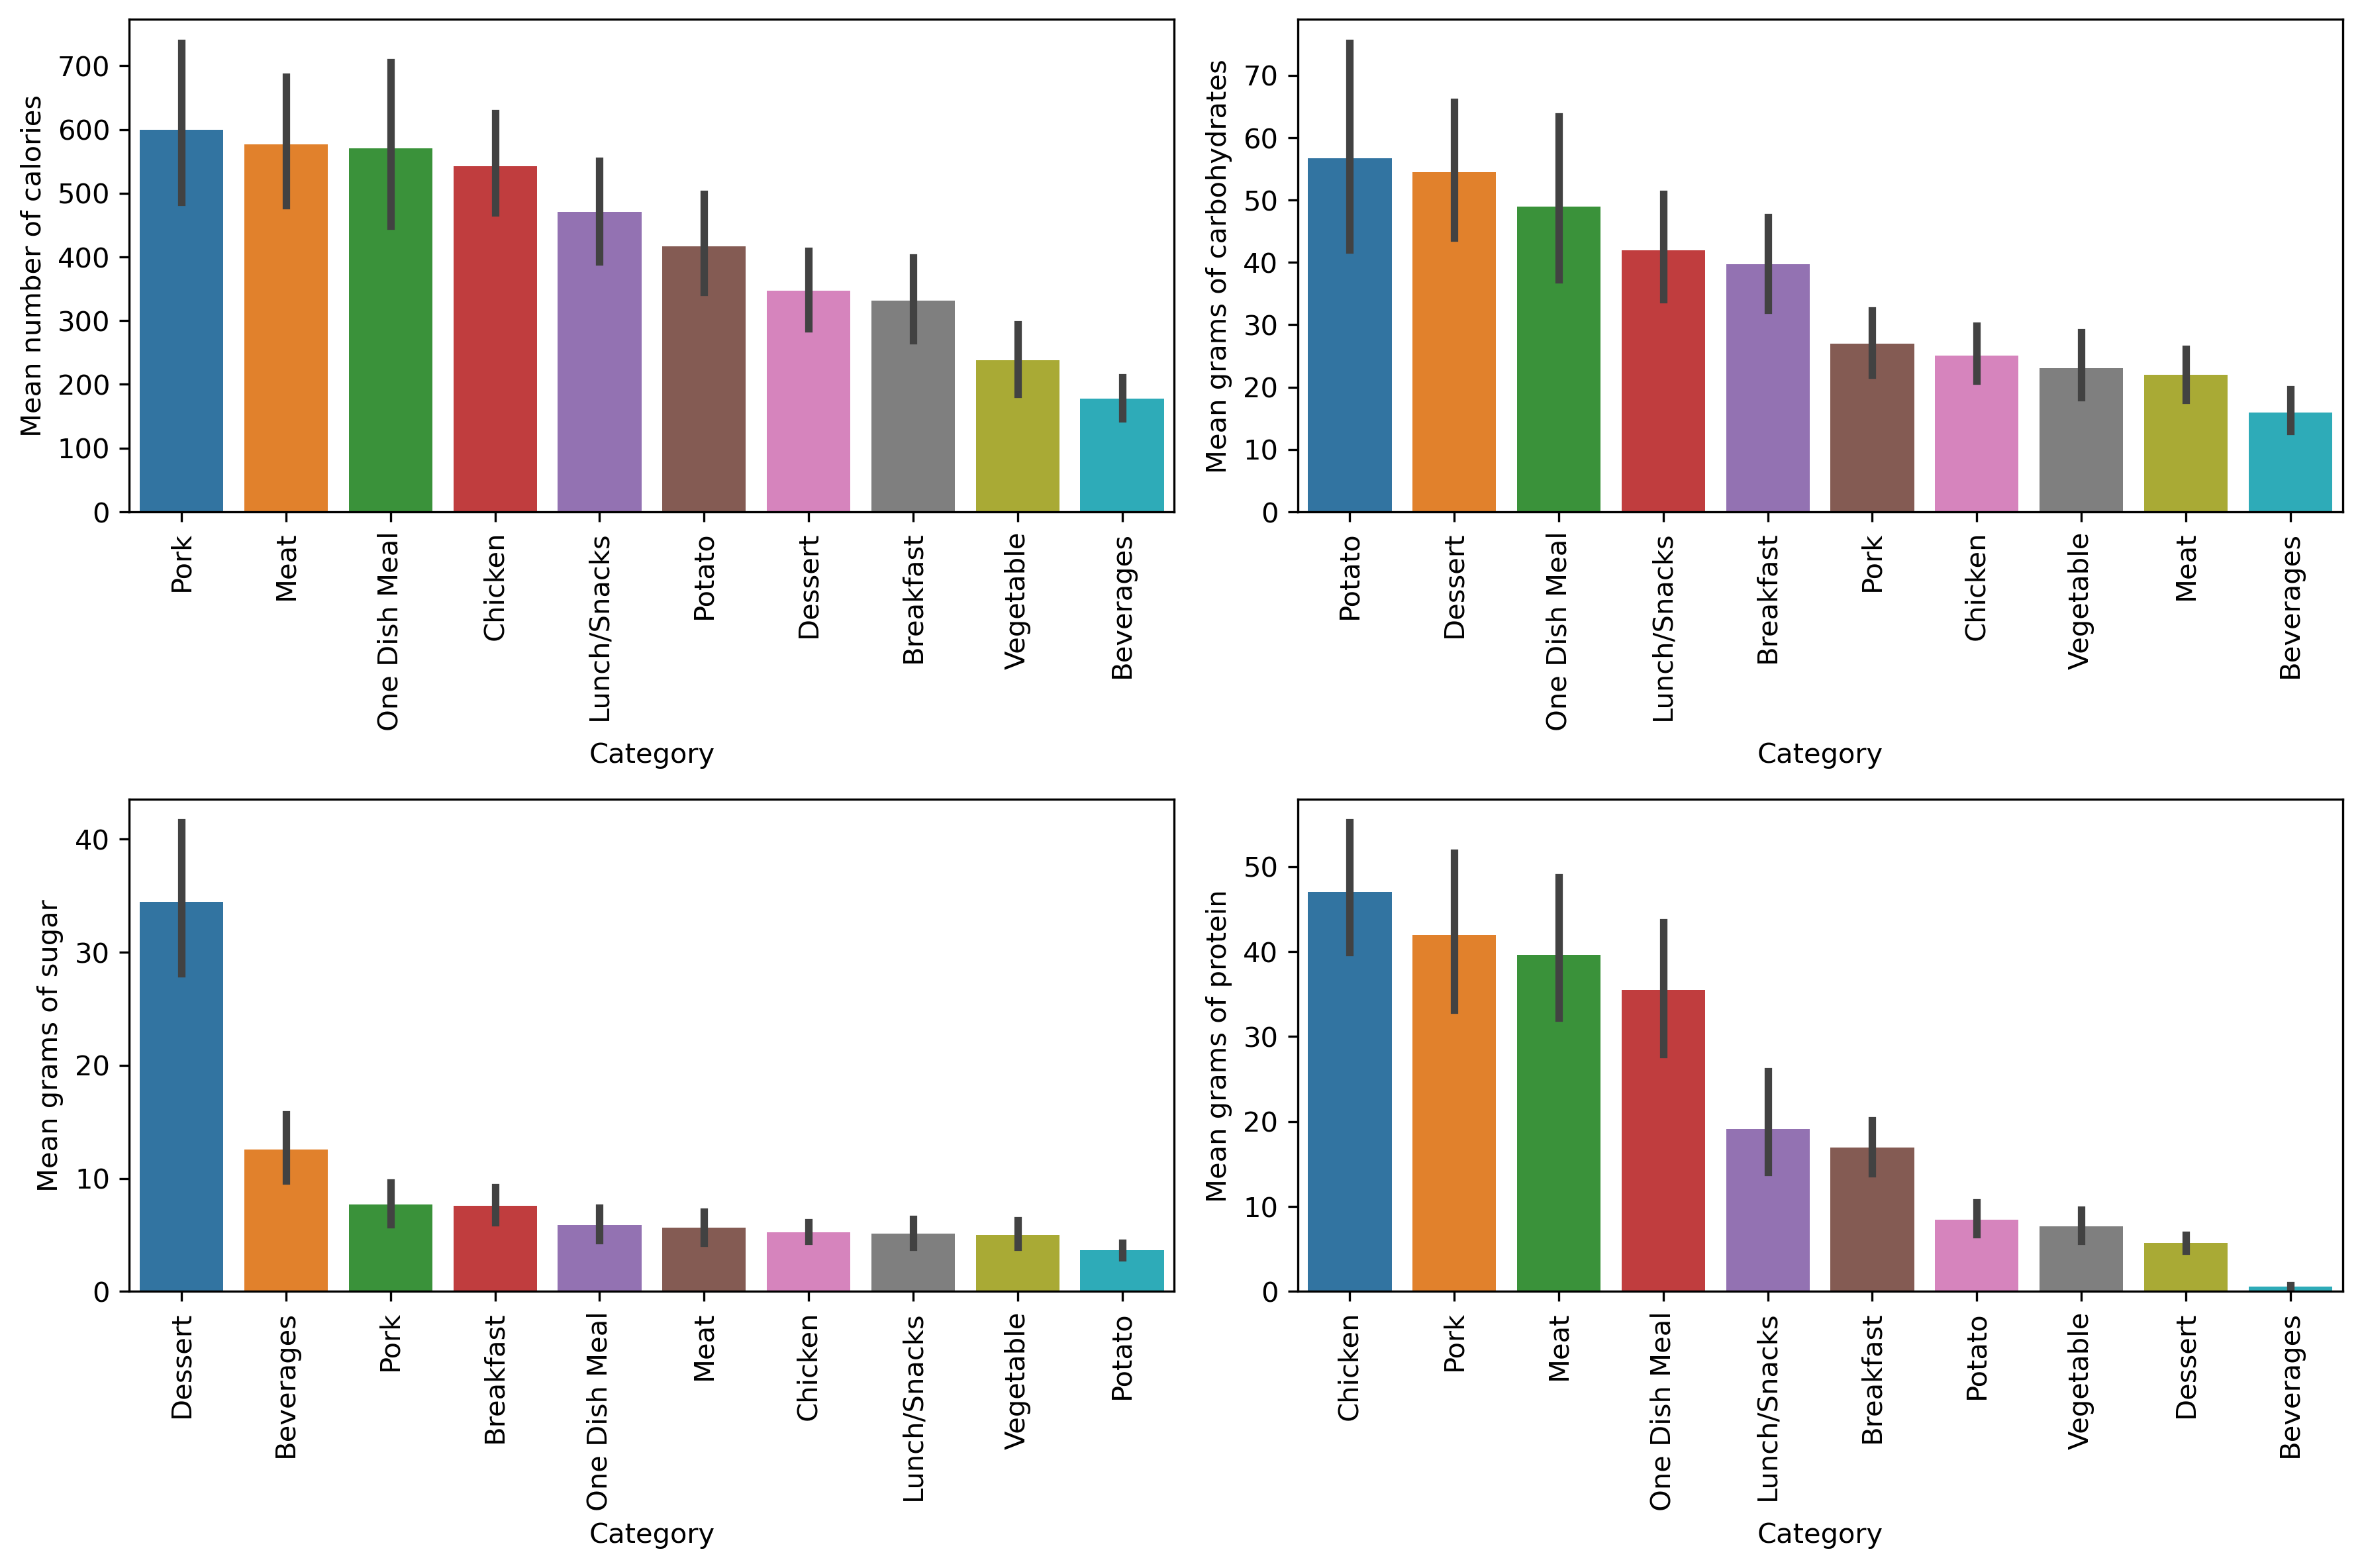 Mean number of calories
700
600
500
400
300
200
100
0
Pork
Meat
One Dish Meal
Chicken
Lunch/Snacks
Potato
Dessert
Breakfast
Vegetable
Beverages
Category
Mean grams of carbohydrates
70
60
50
40
30
20
10
0
Potato
Dessert
One Dish Meal
Lunch/Snacks
Breakfast
Pork
Chicken
Vegetable
Meat
Beverages
Category
Mean grams of sugar
40
30
20
10
0
Dessert
Beverages
Pork
Breakfast
One Dish Meal
Meat
Chicken
Lunch/Snacks
Vegetable
Potato
Category
Mean grams of protein
50
40
30
20
10
0
Chicken
Pork
Meat
One Dish Meal
Lunch/Snacks
Breakfast
Potato
Vegetable
Dessert
Beverages
Category